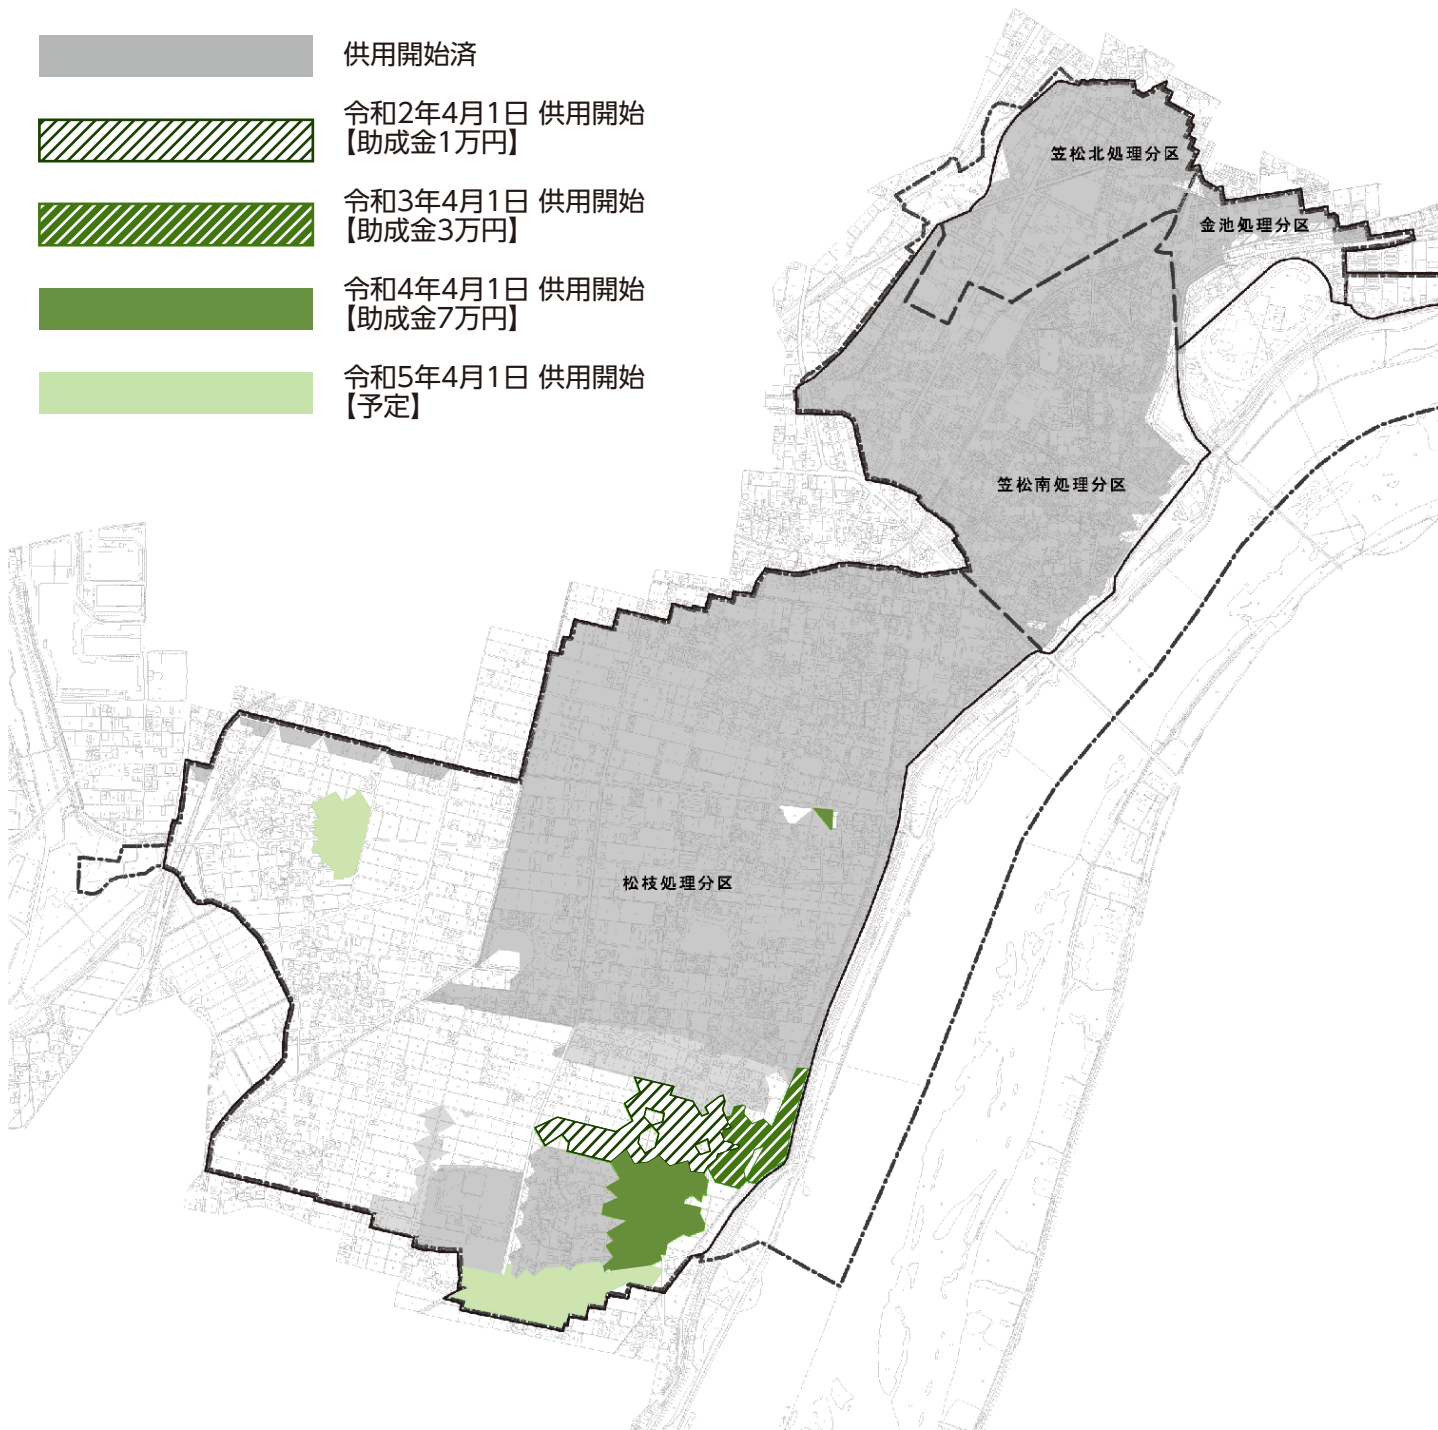 供用開始済
令和2年4月1日 供用開始
【助成金1万円】
令和3年4月1日 供用開始
【助成金3万円】
令和4年4月1日 供用開始
【助成金7万円】
令和5年4月1日 供用開始
【予定】
笠松北処理分区
金池処理分区
笠松南処理分区
松枝処理分区